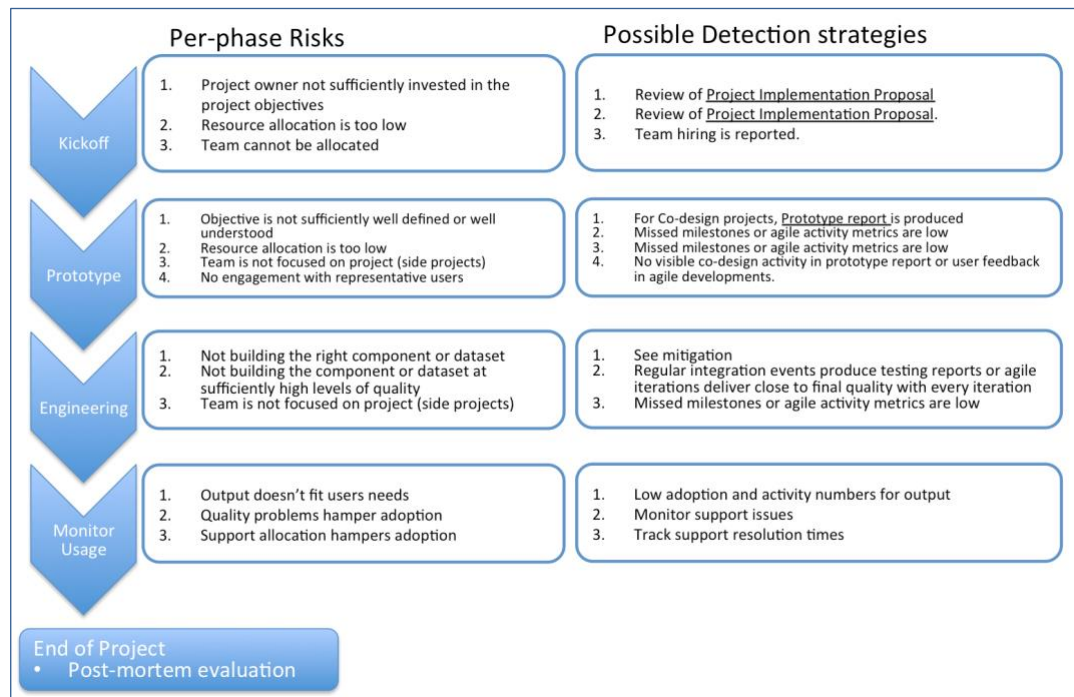 Per-phase Risks
Possible Detection strategies
Kickoff
1. Project owner not sufficiently invested in the
project objectives
2. Resource allocation is too low
3. Team cannot be allocated
1. Review of Project Implementation Proposal
2. Review of Project Implementation Proposal.
3. Team hiring is reported.
Prototype
1. Objective is not sufficiently well defined or well
understood
2. Resource allocation is too low
3. Team is not focused on project (side projects)
4. No engagement with representative users
1. For Co-design projects, Prototype report is produced
2. Missed milestones or agile activity metrics are low
3. Missed milestones or agile activity metrics are low
4. No visible co-design activity in prototype report or user feedback
in agile developments.
Engineering
1. Not building the right component or dataset
2. Not building the component or dataset at
sufficiently high levels of quality
3. Team is not focused on project (side projects)
1. See mitigation
2. Regular integration events produce testing reports or agile
iterations deliver close to final quality with every iteration
3. Missed milestones or agile activity metrics are low
Monitor
Usage
1. Output doesn't fit users needs
2. Quality problems hamper adoption
3. Support allocation hampers adoption
1. Low adoption and activity numbers for output
2. Monitor support issues
3. Track support resolution times
End of Project
• Post-mortem evaluation